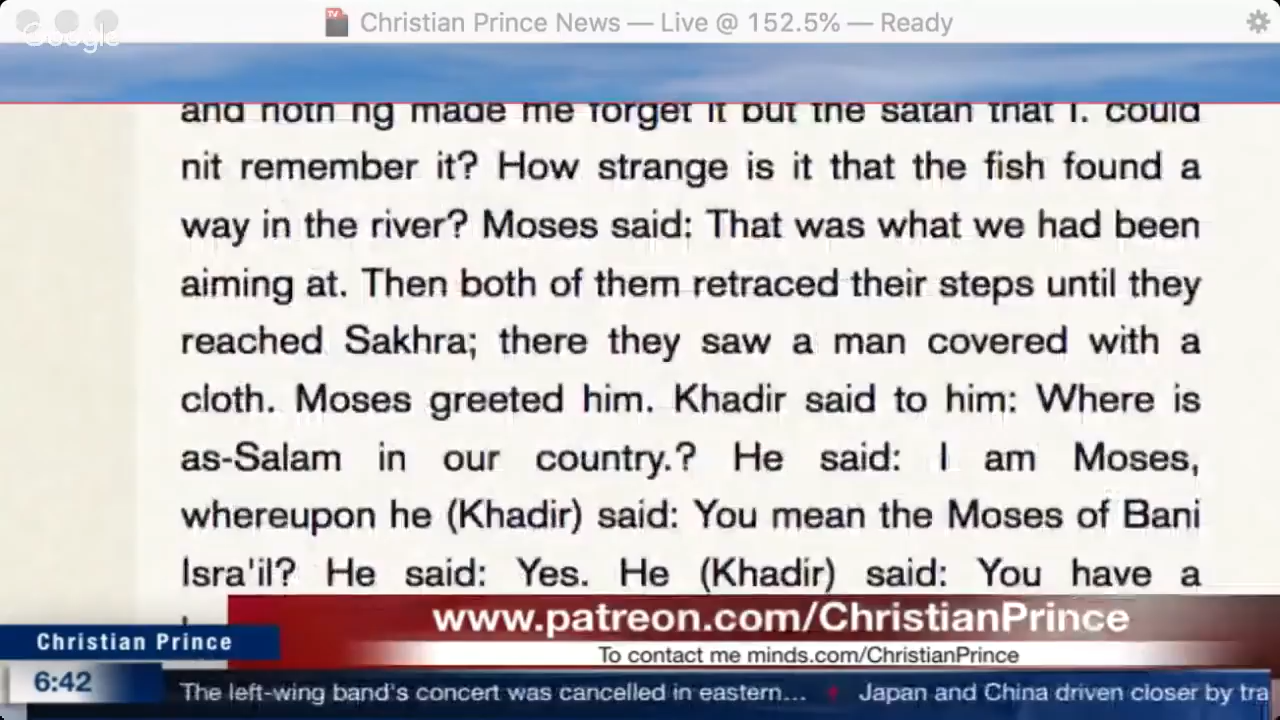 Christian Prince News — Live @ 152.5% — Ready
Google
and noth ng made me forget it but the satan that I. could
nit remember it? How strange is it that the fish found a
way in the river? Moses said: That was what we had been
aiming at. Then both of them retraced their steps until they
reached Sakhra; there they saw a man covered with a
cloth. Moses greeted him. Khadir said to him: Where is
as-Salam in our country.? He said: I am Moses,
whereupon he (Khadir) said: You mean the Moses of Bani
Isra'il? He said: Yes. He (Khadir) said: You have a
www.patreon.com/ChristianPrince
Christian Prince
To contact me minds.com/ChristianPrince
6:42
The left-wing band's concert was cancelled in eastern... Japan and China driven closer by tra